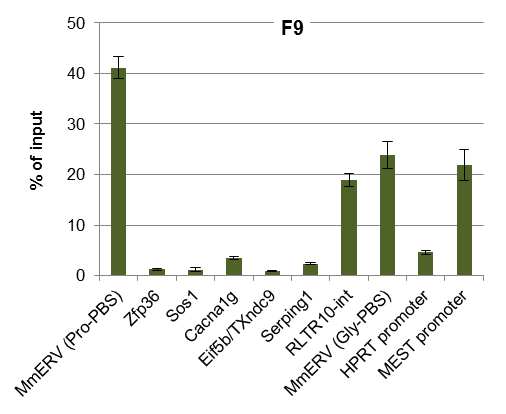 F9
% of input
50
40
30
20
10
0
MmERV (Pro-PBS)
Zfp36
Sos1
Cacna1g
Eif5b/TXndc9
Serping1
RLTR10-int
MmERV (Gly-PBS)
HPRT promoter
MEST promoter